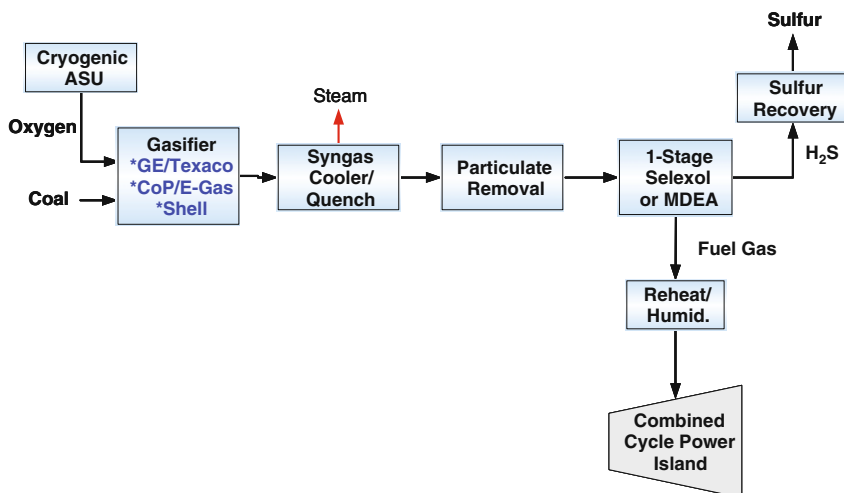 Cryogenic
ASU
Oxygen
Coal
Gasifier
*GE/Texaco
*CoP/E-Gas
*Shell
Steam
Syngas
Cooler/
Quench
Particulate
Removal
1-Stage
Selexol
or MDEA
Sulfur
Sulfur
Recovery
H₂S
Fuel Gas
Reheat/
Humid.
Combined
Cycle Power
Island